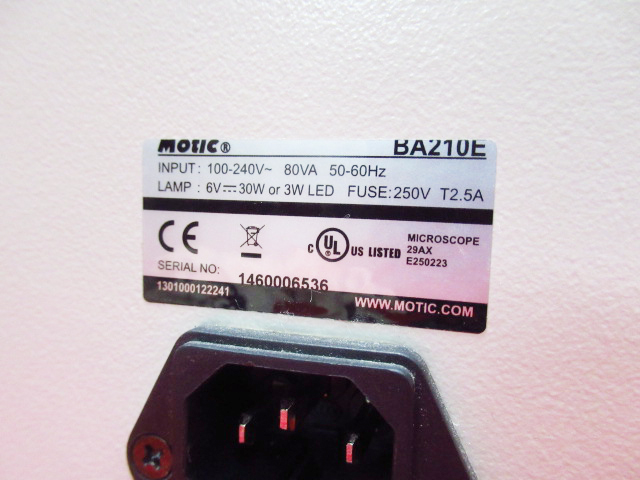 MOTIC® BA210E
INPUT: 100-240V~ 80VA 50-60Hz
LAMP : 6V⎓30W or 3W LED FUSE:250V T2.5A
CE C UL US LISTED MICROSCOPE
29AX
E250223
SERIAL NO: 1460006536
1301000122241 WWW.MOTIC.COM